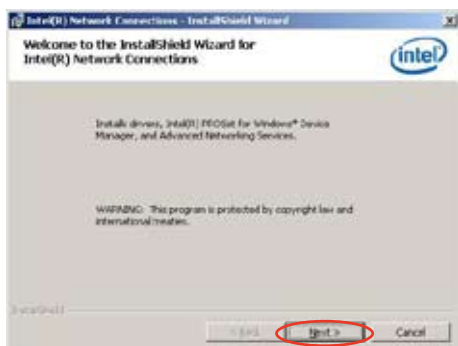 Intel(R) Network Connections - InstallShield Wizard
Welcome to the InstallShield Wizard for
Intel(R) Network Connections
intel
Installs drivers, Intel(R) PROSet for Windows* Device
Manager, and Advanced Networking Services.
WARNING: This program is protected by copyright law and
international treaties.
InstallShield
< Back
Next >
Cancel